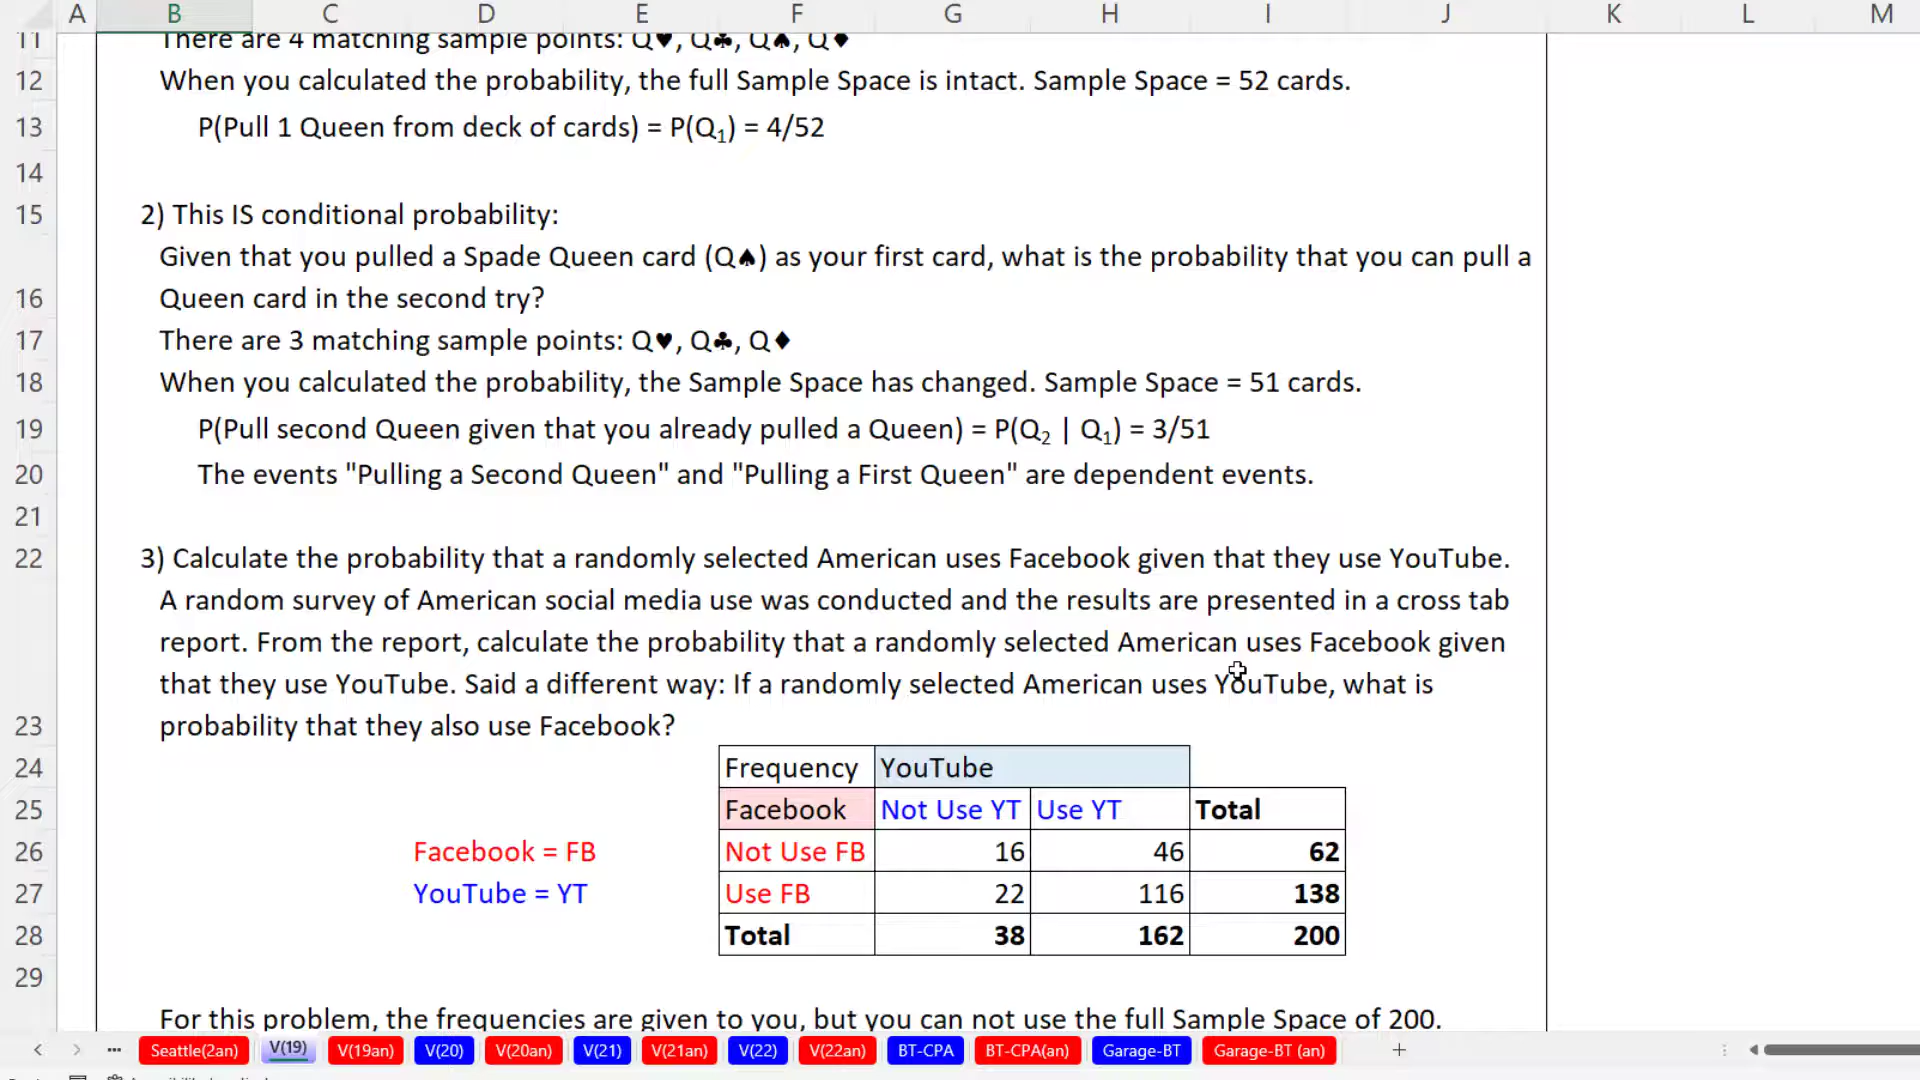 A B C D E F G H I J K L M
11 There are 4 matching sample points: Q♥, Q♣, Q♠, Q♦
12 When you calculated the probability, the full Sample Space is intact. Sample Space = 52 cards.
13 P(Pull 1 Queen from deck of cards) = P(Q₁) = 4/52
14
15 2) This IS conditional probability:
Given that you pulled a Spade Queen card (Q♠) as your first card, what is the probability that you can pull a
16 Queen card in the second try?
17 There are 3 matching sample points: Q♥, Q♣, Q♦
18 When you calculated the probability, the Sample Space has changed. Sample Space = 51 cards.
19 P(Pull second Queen given that you already pulled a Queen) = P(Q₂ | Q₁) = 3/51
20 The events "Pulling a Second Queen" and "Pulling a First Queen" are dependent events.
21
22 3) Calculate the probability that a randomly selected American uses Facebook given that they use YouTube.
A random survey of American social media use was conducted and the results are presented in a cross tab
report. From the report, calculate the probability that a randomly selected American uses Facebook given
that they use YouTube. Said a different way: If a randomly selected American uses YouTube, what is
23 probability that they also use Facebook?
24 Frequency YouTube
25 Facebook Not Use YT Use YT Total
26 Facebook = FB Not Use FB 16 46 62
27 YouTube = YT Use FB 22 116 138
28 Total 38 162 200
29
For this problem, the frequencies are given to you, but you can not use the full Sample Space of 200.
Seattle(2an) V(19) V(19an) V(20) V(20an) V(21) V(21an) V(22) V(22an) BT-CPA BT-CPA(an) Garage-BT Garage-BT (an)